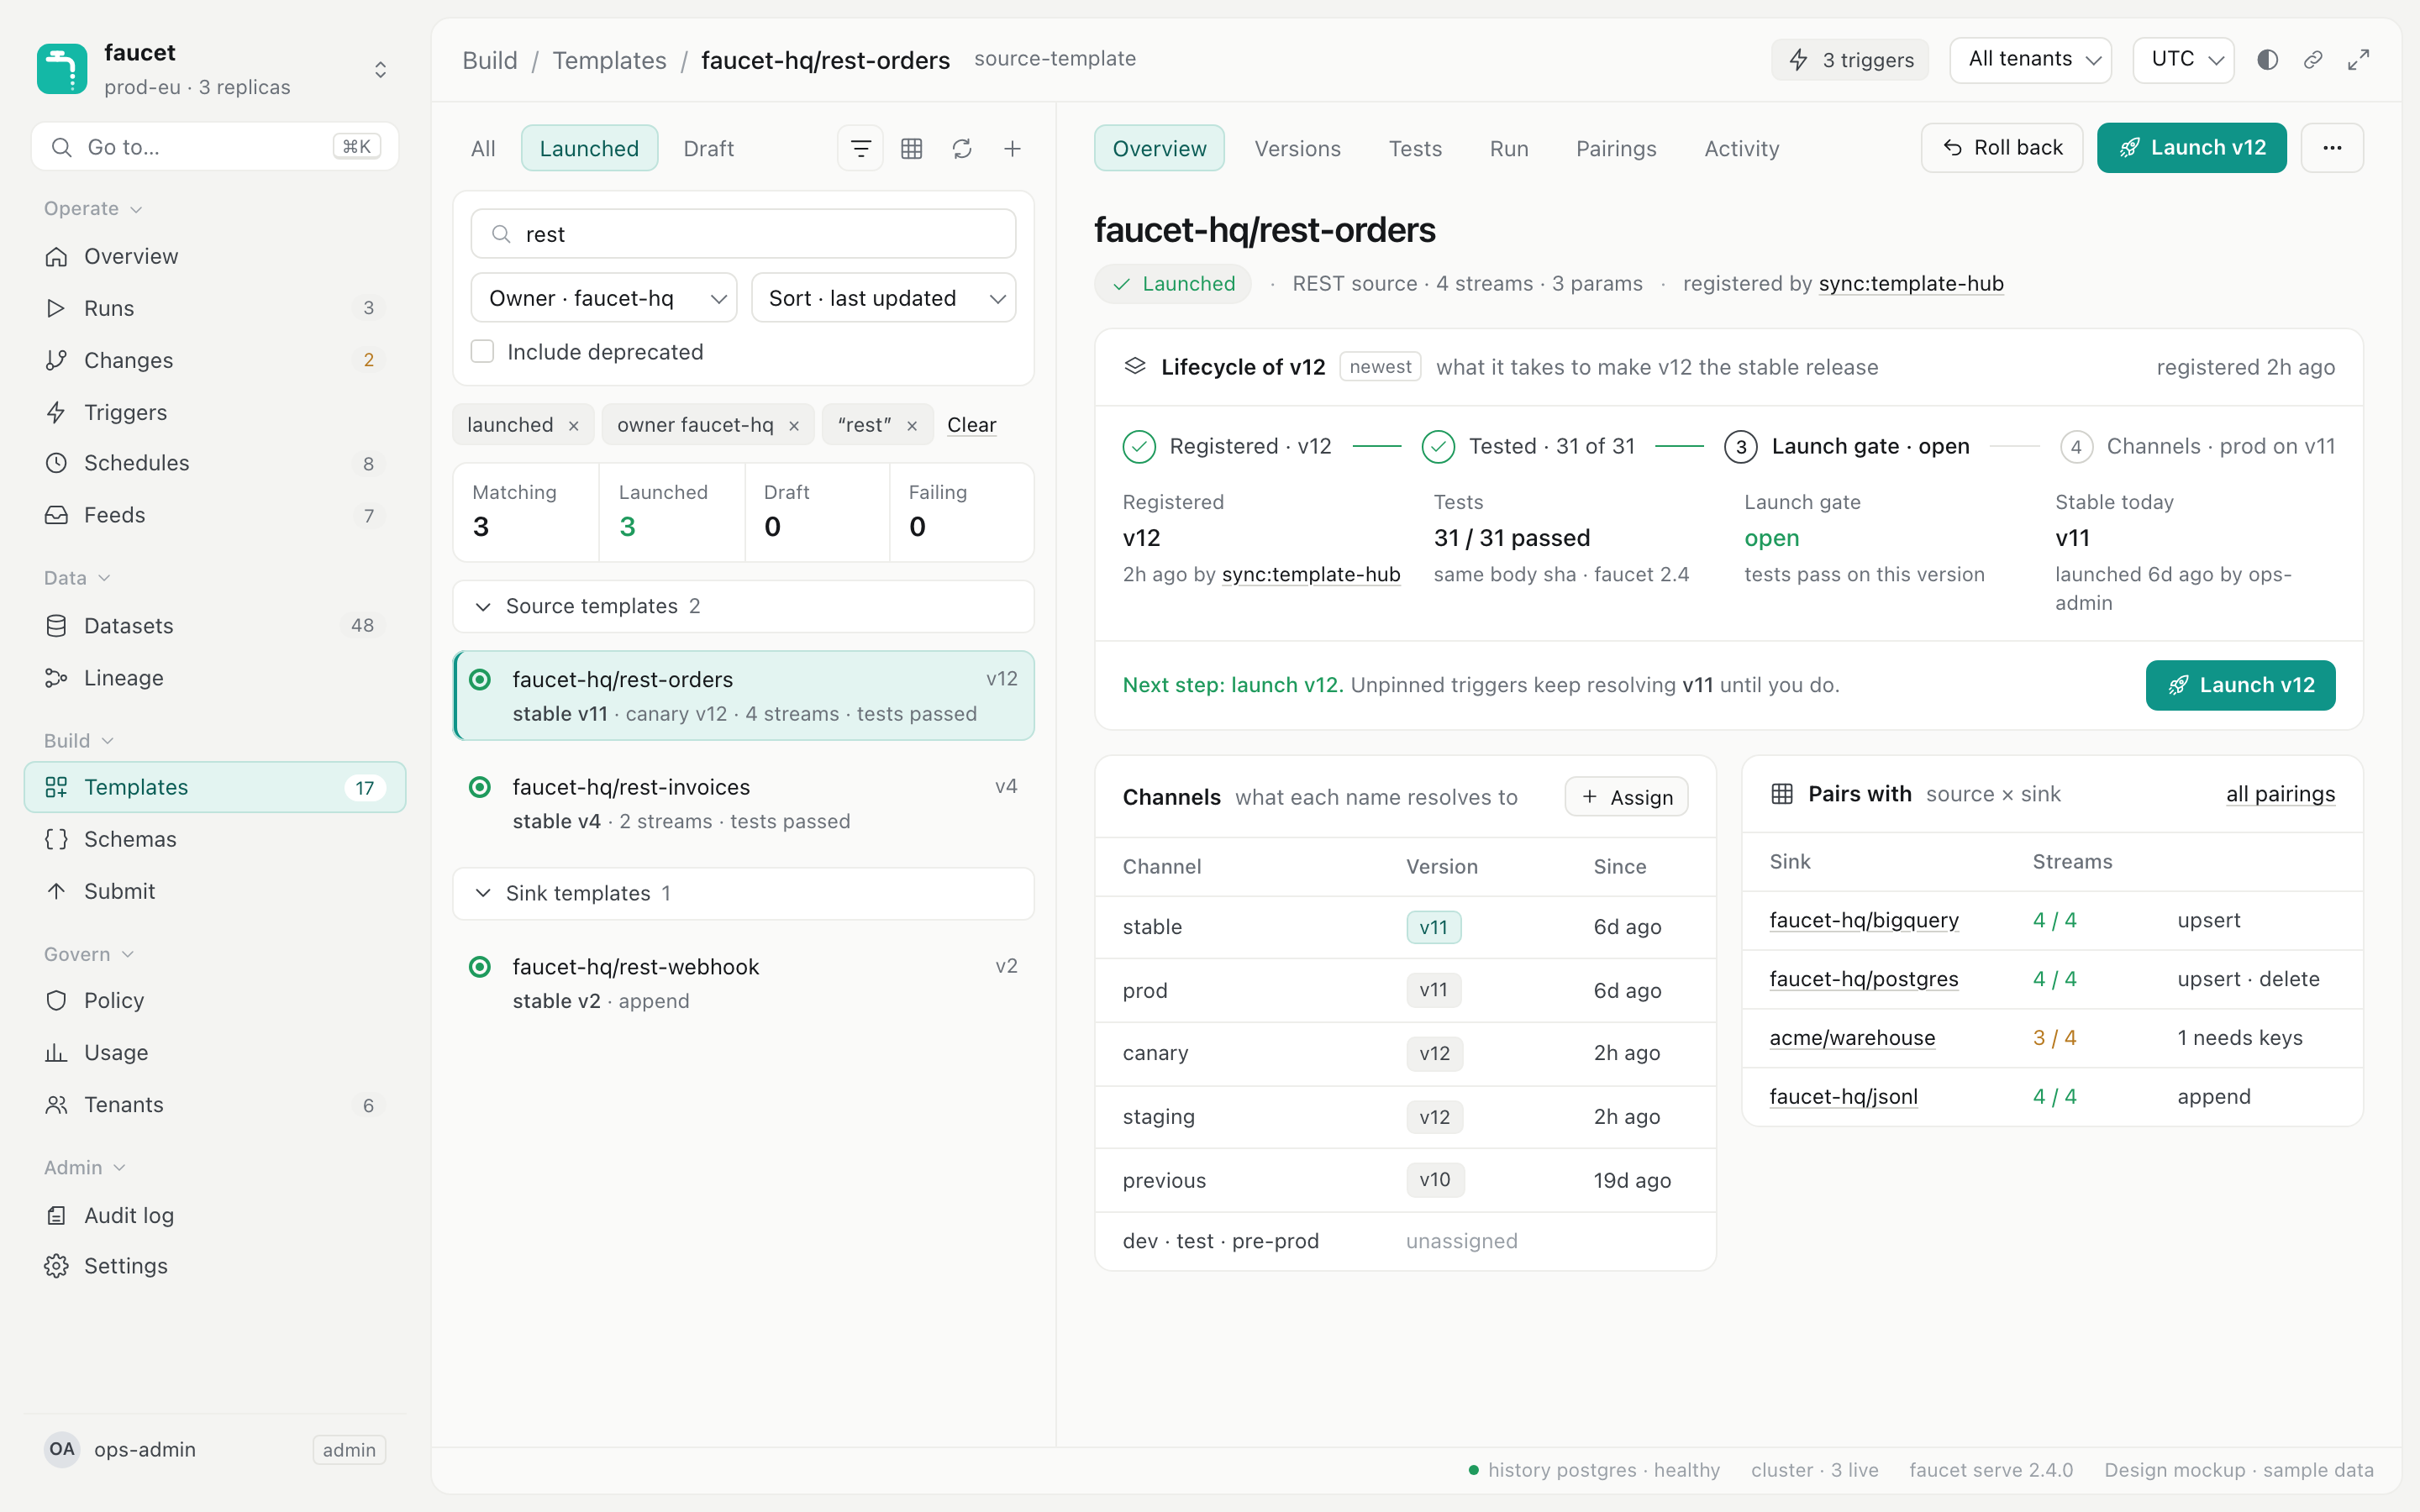 faucet
prod-eu · 3 replicas
Go to...
⌘K
Operate
Overview
Runs 3
Changes 2
Triggers
Schedules 8
Feeds 7
Data
Datasets 48
Lineage
Build
Templates 17
Schemas
Submit
Govern
Policy
Usage
Tenants 6
Admin
Audit log
Settings
OA ops-admin admin
Build / Templates / faucet-hq/rest-orders source-template
3 triggers
All tenants
UTC
All Launched Draft
rest
Owner · faucet-hq
Sort · last updated
Include deprecated
launched ×
owner faucet-hq ×
“rest” ×
Clear
Matching Launched Draft Failing
3 3 0 0
Source templates 2
faucet-hq/rest-orders v12
stable v11 · canary v12 · 4 streams · tests passed
faucet-hq/rest-invoices v4
stable v4 · 2 streams · tests passed
Sink templates 1
faucet-hq/rest-webhook v2
stable v2 · append
Overview Versions Tests Run Pairings Activity
Roll back
Launch v12
faucet-hq/rest-orders
Launched · REST source · 4 streams · 3 params · registered by sync:template-hub
Lifecycle of v12 newest what it takes to make v12 the stable release registered 2h ago
Registered · v12 Tested · 31 of 31 3 Launch gate · open 4 Channels · prod on v11
Registered Tests Launch gate Stable today
v12 31 / 31 passed open v11
2h ago by sync:template-hub same body sha · faucet 2.4 tests pass on this version launched 6d ago by ops-
admin
Next step: launch v12. Unpinned triggers keep resolving v11 until you do.
Launch v12
Channels what each name resolves to
+ Assign
Channel Version Since
stable v11 6d ago
prod v11 6d ago
canary v12 2h ago
staging v12 2h ago
previous v10 19d ago
dev · test · pre-prod unassigned
Pairs with source × sink all pairings
Sink Streams
faucet-hq/bigquery 4 / 4 upsert
faucet-hq/postgres 4 / 4 upsert · delete
acme/warehouse 3 / 4 1 needs keys
faucet-hq/jsonl 4 / 4 append
history postgres · healthy cluster · 3 live faucet serve 2.4.0 Design mockup · sample data